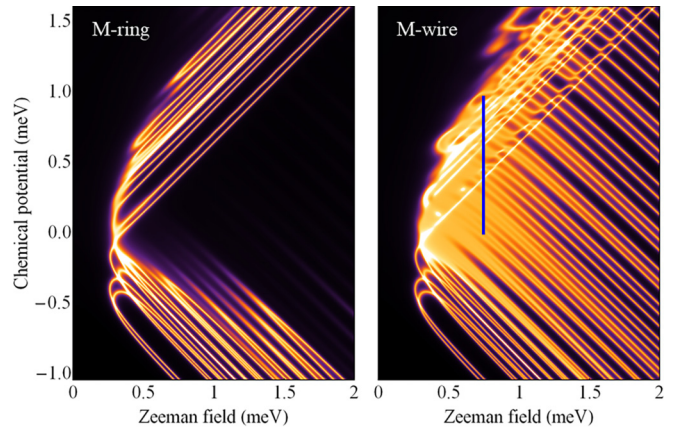 M-ring
M-wire
Chemical potential (meV)
1.5
1.0
0.5
0.0
−0.5
−1.0
0 0.5 1 1.5 2
0 0.5 1 1.5 2
Zeeman field (meV)
Zeeman field (meV)